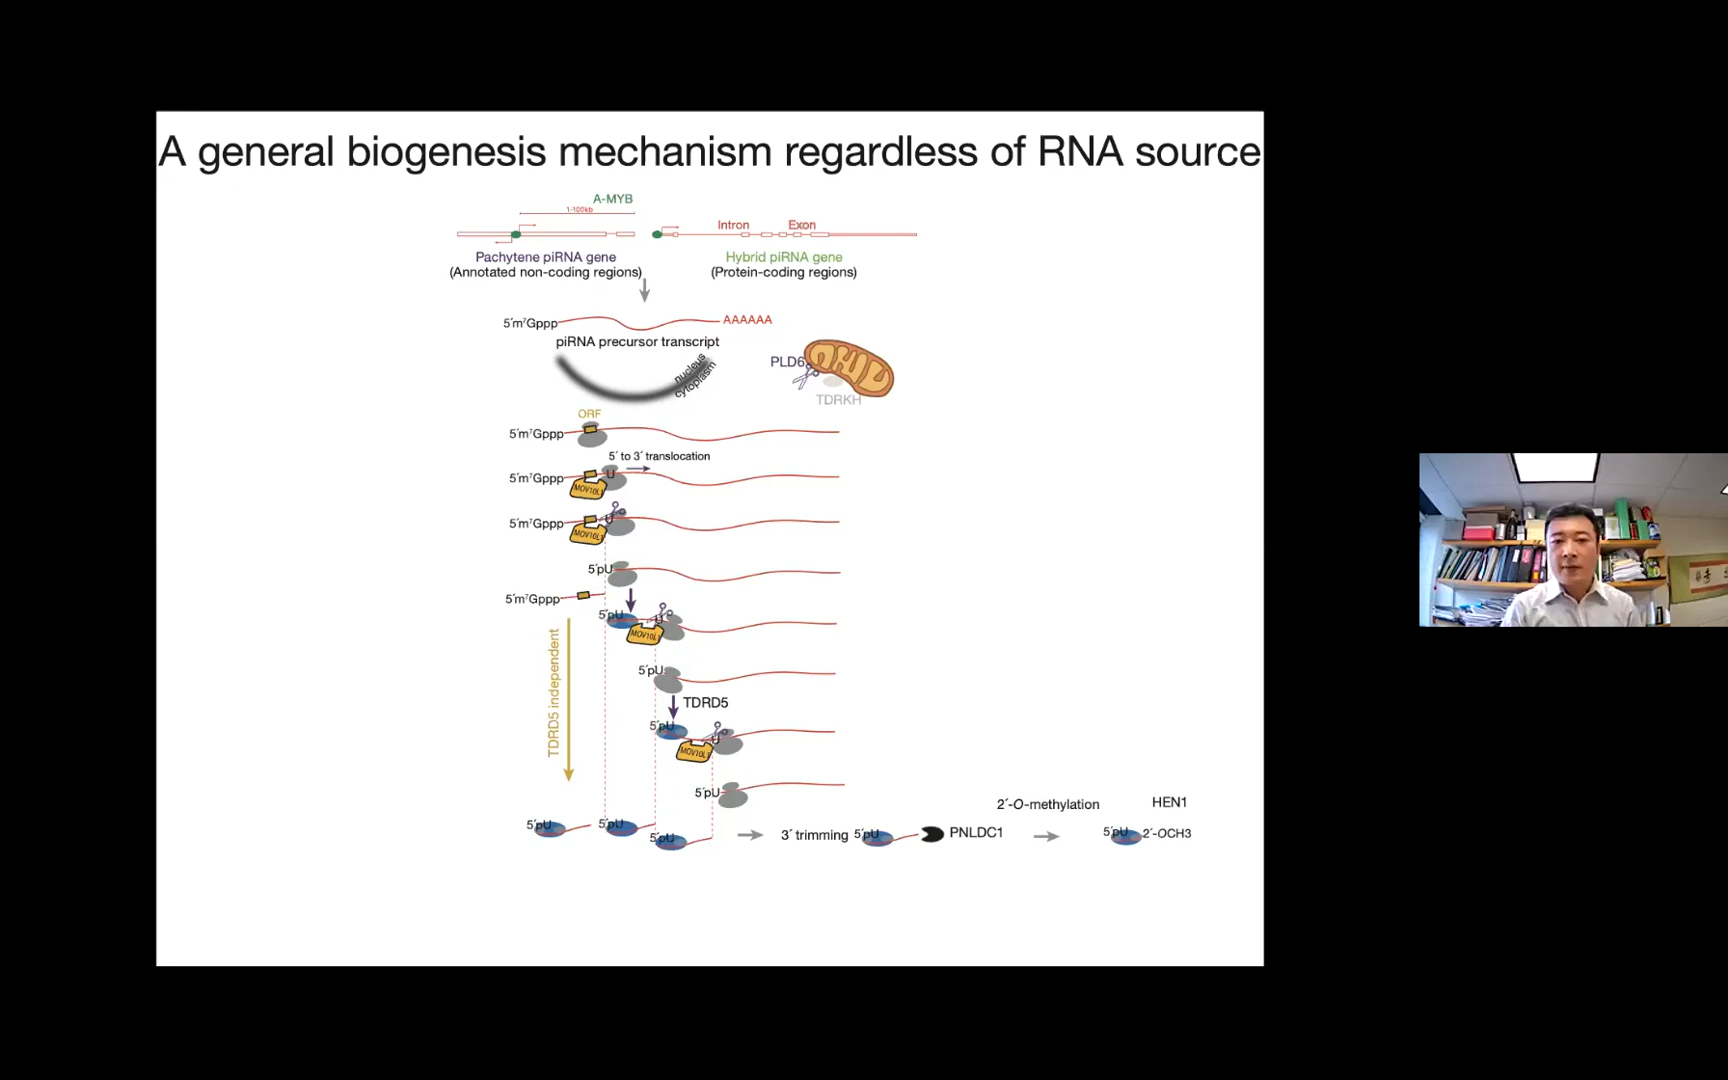 A general biogenesis mechanism regardless of RNA source
A-MYB
1-100kb
Intron
Exon
Pachytene piRNA gene
(Annotated non-coding regions)
Hybrid piRNA gene
(Protein-coding regions)
5´m⁷Gppp
AAAAAA
piRNA precursor transcript
nucleus
cytoplasm
PLD6
TDRKH
ORF
5´m⁷Gppp
5´ to 3´ translocation
5´m⁷Gppp
U
MOV10L1
5´m⁷Gppp
U
MOV10L1
5´pU
5´m⁷Gppp
5´pU
U
MOV10L1
TDRD5 independent
5´pU
TDRD5
5´pU
U
MOV10L1
5´pU
5´pU
5´pU
5´pU
3´ trimming
5´pU
PNLDC1
2´-O-methylation
HEN1
5´pU
2´-OCH3